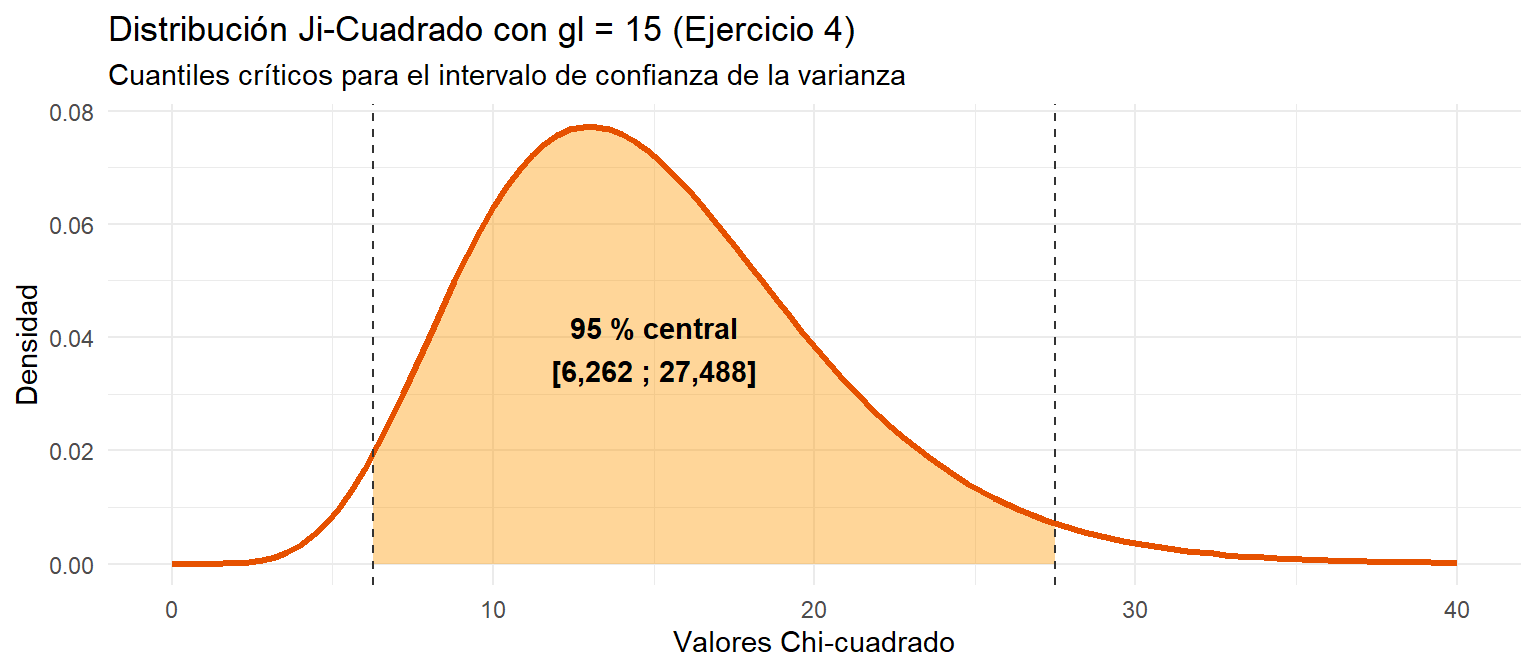 Distribución Ji-Cuadrado con gl = 15 (Ejercicio 4)
Cuantiles críticos para el intervalo de confianza de la varianza
0.08
0.06
0.04
0.02
0.00
Densidad
95 % central
[6,262 ; 27,488]
0 10 20 30 40
Valores Chi-cuadrado